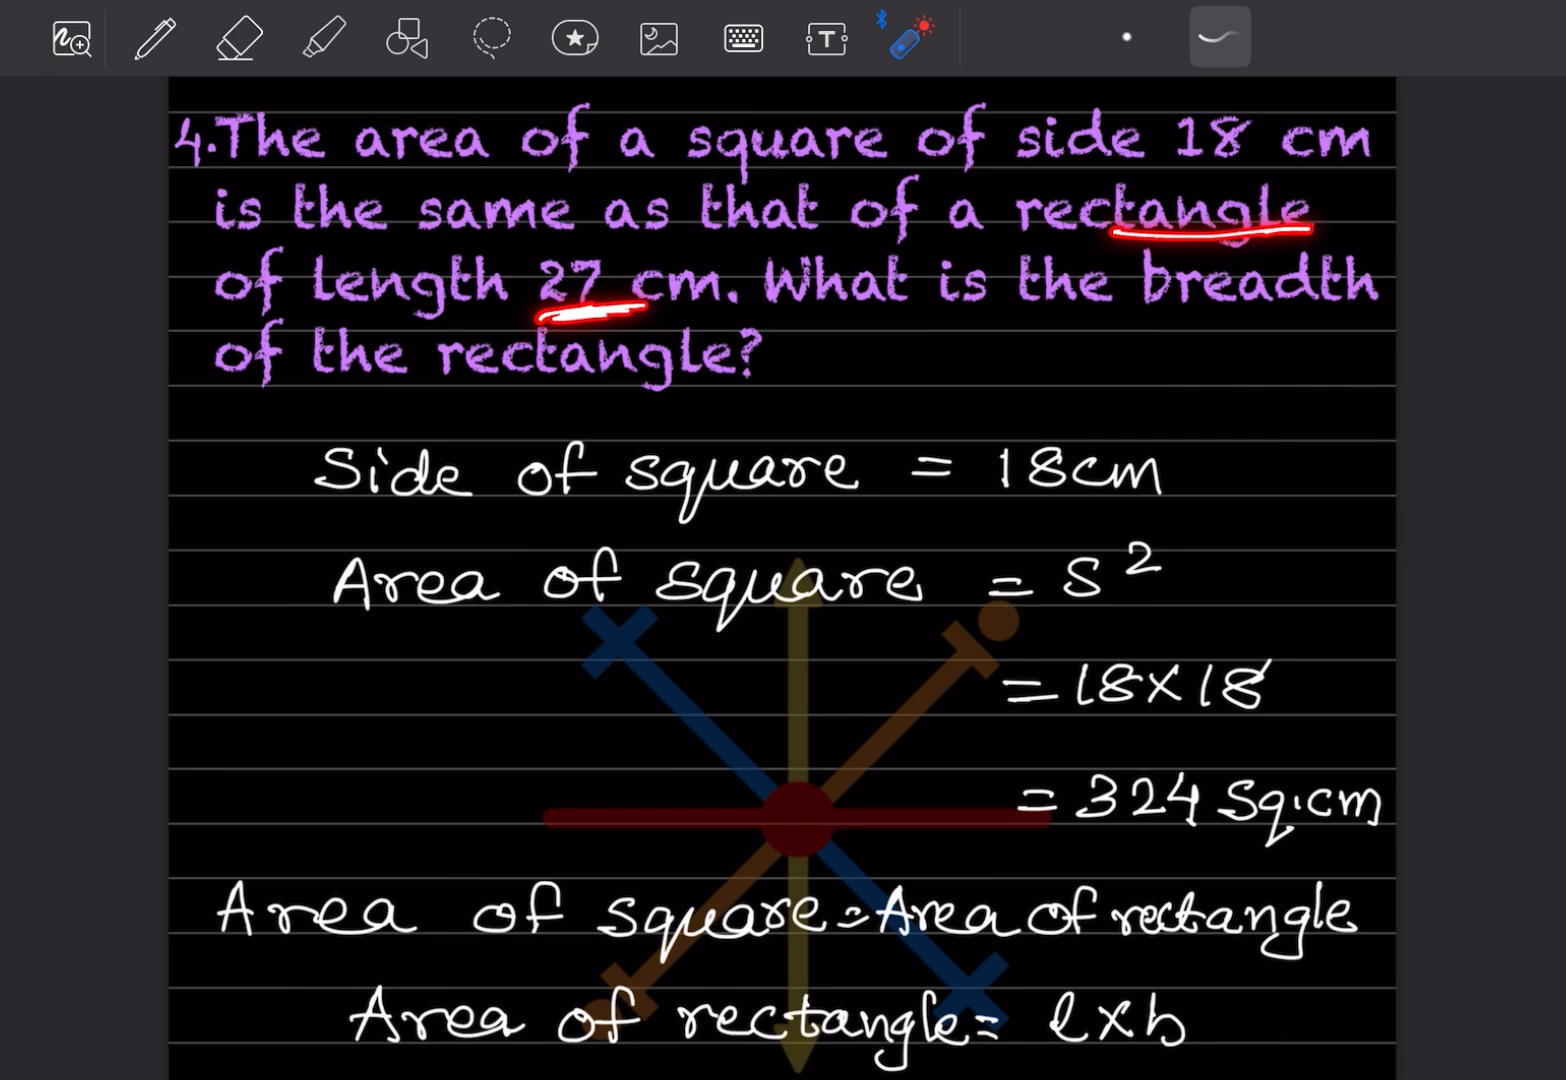 4.The area of a square of side 18 cm
is the same as that of a rectangle
of length 27 cm. What is the breadth
of the rectangle?
Side of square = 18cm
Area of square = S²
= 18×18
= 324 Sq.cm
Area of square = Area of rectangle
Area of rectangle = l×b